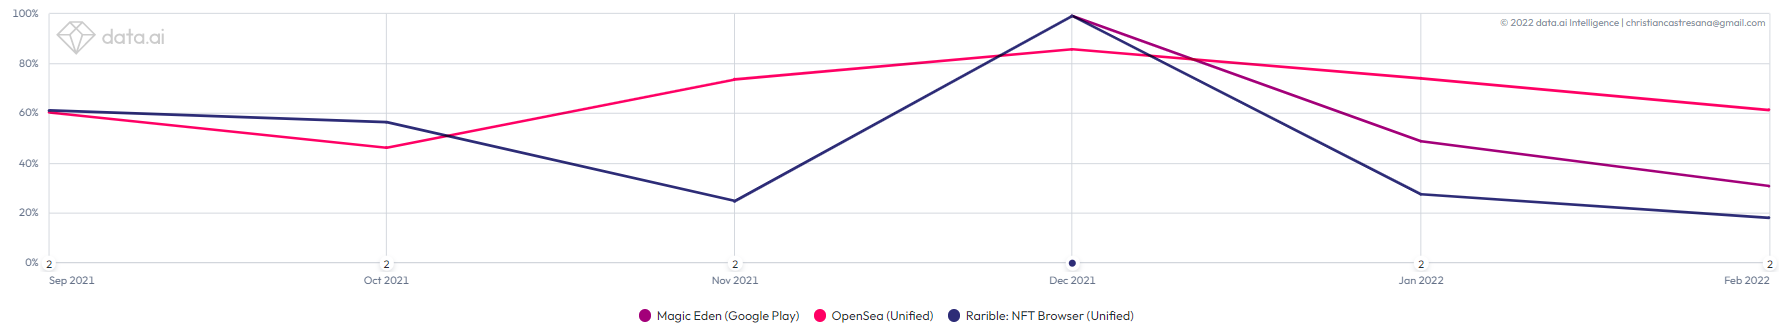 100%
© 2022 data.ai Intelligence | christiancastresana@gmail.com
data.ai
80%
60%
40%
20%
0%
2 2 2 2 2
Sep 2021 Oct 2021 Nov 2021 Dec 2021 Jan 2022 Feb 2022
Magic Eden (Google Play) OpenSea (Unified) Rarible: NFT Browser (Unified)